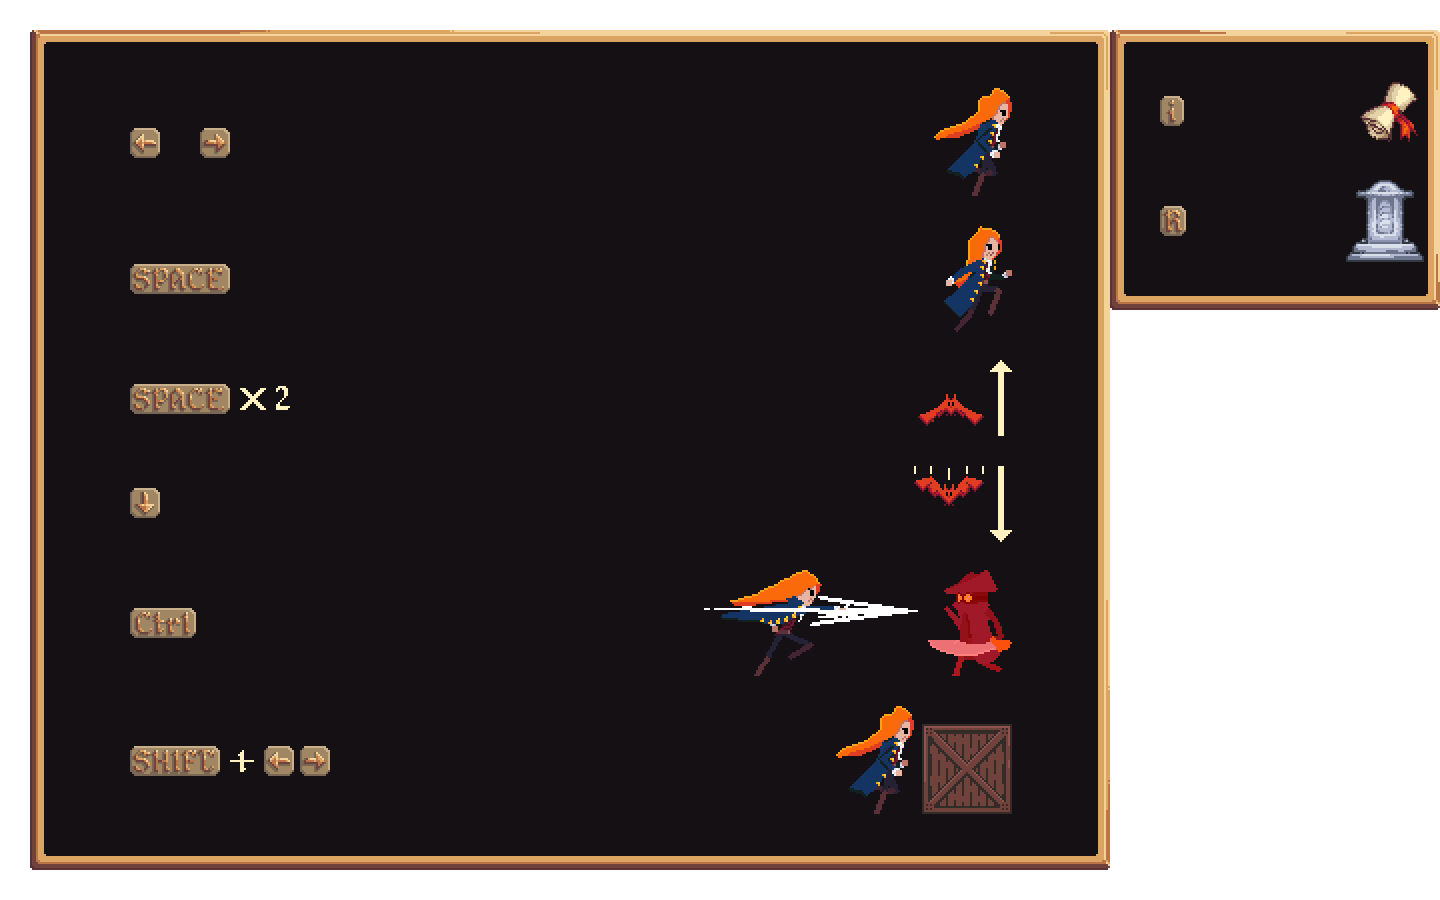 ← →
SPACE
SPACE × 2
↓
Ctrl
SHIFT + ← →
i
R